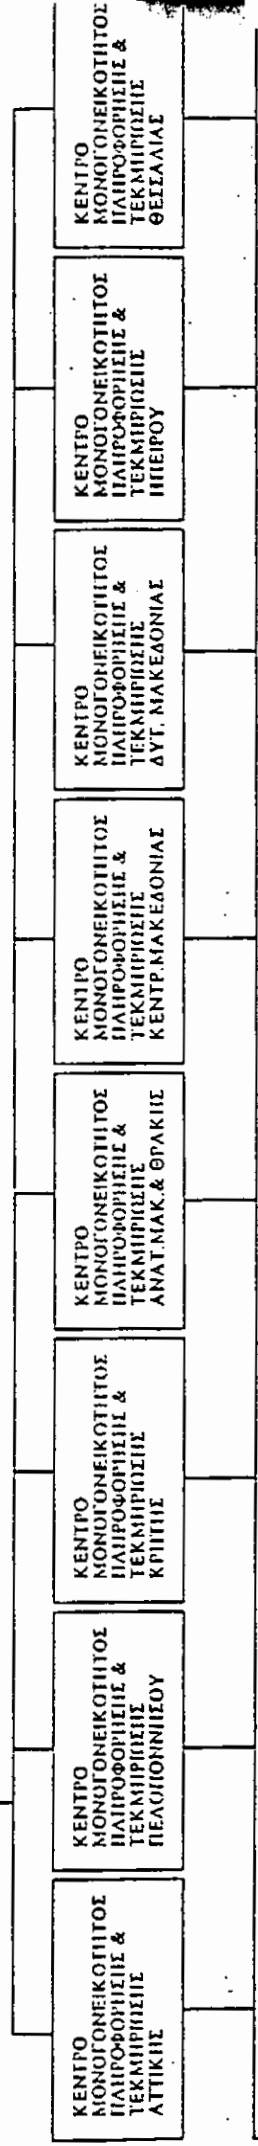 ΚΕΝΤΡΟ
ΜΟΝΟΓΟΝΕΙΚΟΤΗΤΟΣ
ΠΛΗΡΟΦΟΡΗΣΗΣ &
ΤΕΚΜΗΡΙΩΣΗΣ
ΑΤΤΙΚΗΣ
ΚΕΝΤΡΟ
ΜΟΝΟΓΟΝΕΙΚΟΤΗΤΟΣ
ΠΛΗΡΟΦΟΡΗΣΗΣ &
ΤΕΚΜΗΡΙΩΣΗΣ
ΠΕΛΟΠΟΝΝΗΣΟΥ
ΚΕΝΤΡΟ
ΜΟΝΟΓΟΝΕΙΚΟΤΗΤΟΣ
ΠΛΗΡΟΦΟΡΗΣΗΣ &
ΤΕΚΜΗΡΙΩΣΗΣ
ΚΡΗΤΗΣ
ΚΕΝΤΡΟ
ΜΟΝΟΓΟΝΕΙΚΟΤΗΤΟΣ
ΠΛΗΡΟΦΟΡΗΣΗΣ &
ΤΕΚΜΗΡΙΩΣΗΣ
ΑΝΑΤ.ΜΑΚ.& ΘΡΑΚΗΣ
ΚΕΝΤΡΟ
ΜΟΝΟΓΟΝΕΙΚΟΤΗΤΟΣ
ΠΛΗΡΟΦΟΡΗΣΗΣ &
ΤΕΚΜΗΡΙΩΣΗΣ
ΚΕΝΤΡ.ΜΑΚΕΔΟΝΙΑΣ
ΚΕΝΤΡΟ
ΜΟΝΟΓΟΝΕΙΚΟΤΗΤΟΣ
ΠΛΗΡΟΦΟΡΗΣΗΣ &
ΤΕΚΜΗΡΙΩΣΗΣ
ΔΥΤ. ΜΑΚΕΔΟΝΙΑΣ
ΚΕΝΤΡΟ
ΜΟΝΟΓΟΝΕΙΚΟΤΗΤΟΣ
ΠΛΗΡΟΦΟΡΗΣΗΣ &
ΤΕΚΜΗΡΙΩΣΗΣ
ΗΠΕΙΡΟΥ
ΚΕΝΤΡΟ
ΜΟΝΟΓΟΝΕΙΚΟΤΗΤΟΣ
ΠΛΗΡΟΦΟΡΗΣΗΣ &
ΤΕΚΜΗΡΙΩΣΗΣ
ΘΕΣΣΑΛΙΑΣ